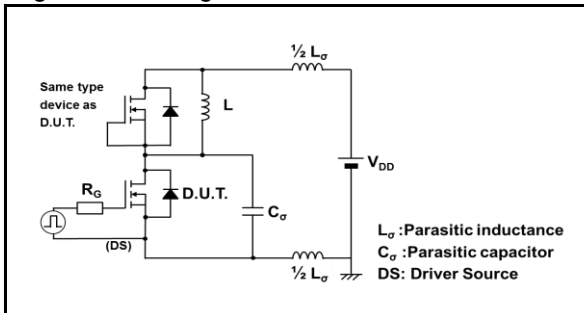 ½ Lσ
Same type
device as
D.U.T.
L
VDD
RG
D.U.T.
Cσ
(DS)
½ Lσ
Lσ :Parasitic inductance
Cσ :Parasitic capacitor
DS: Driver Source